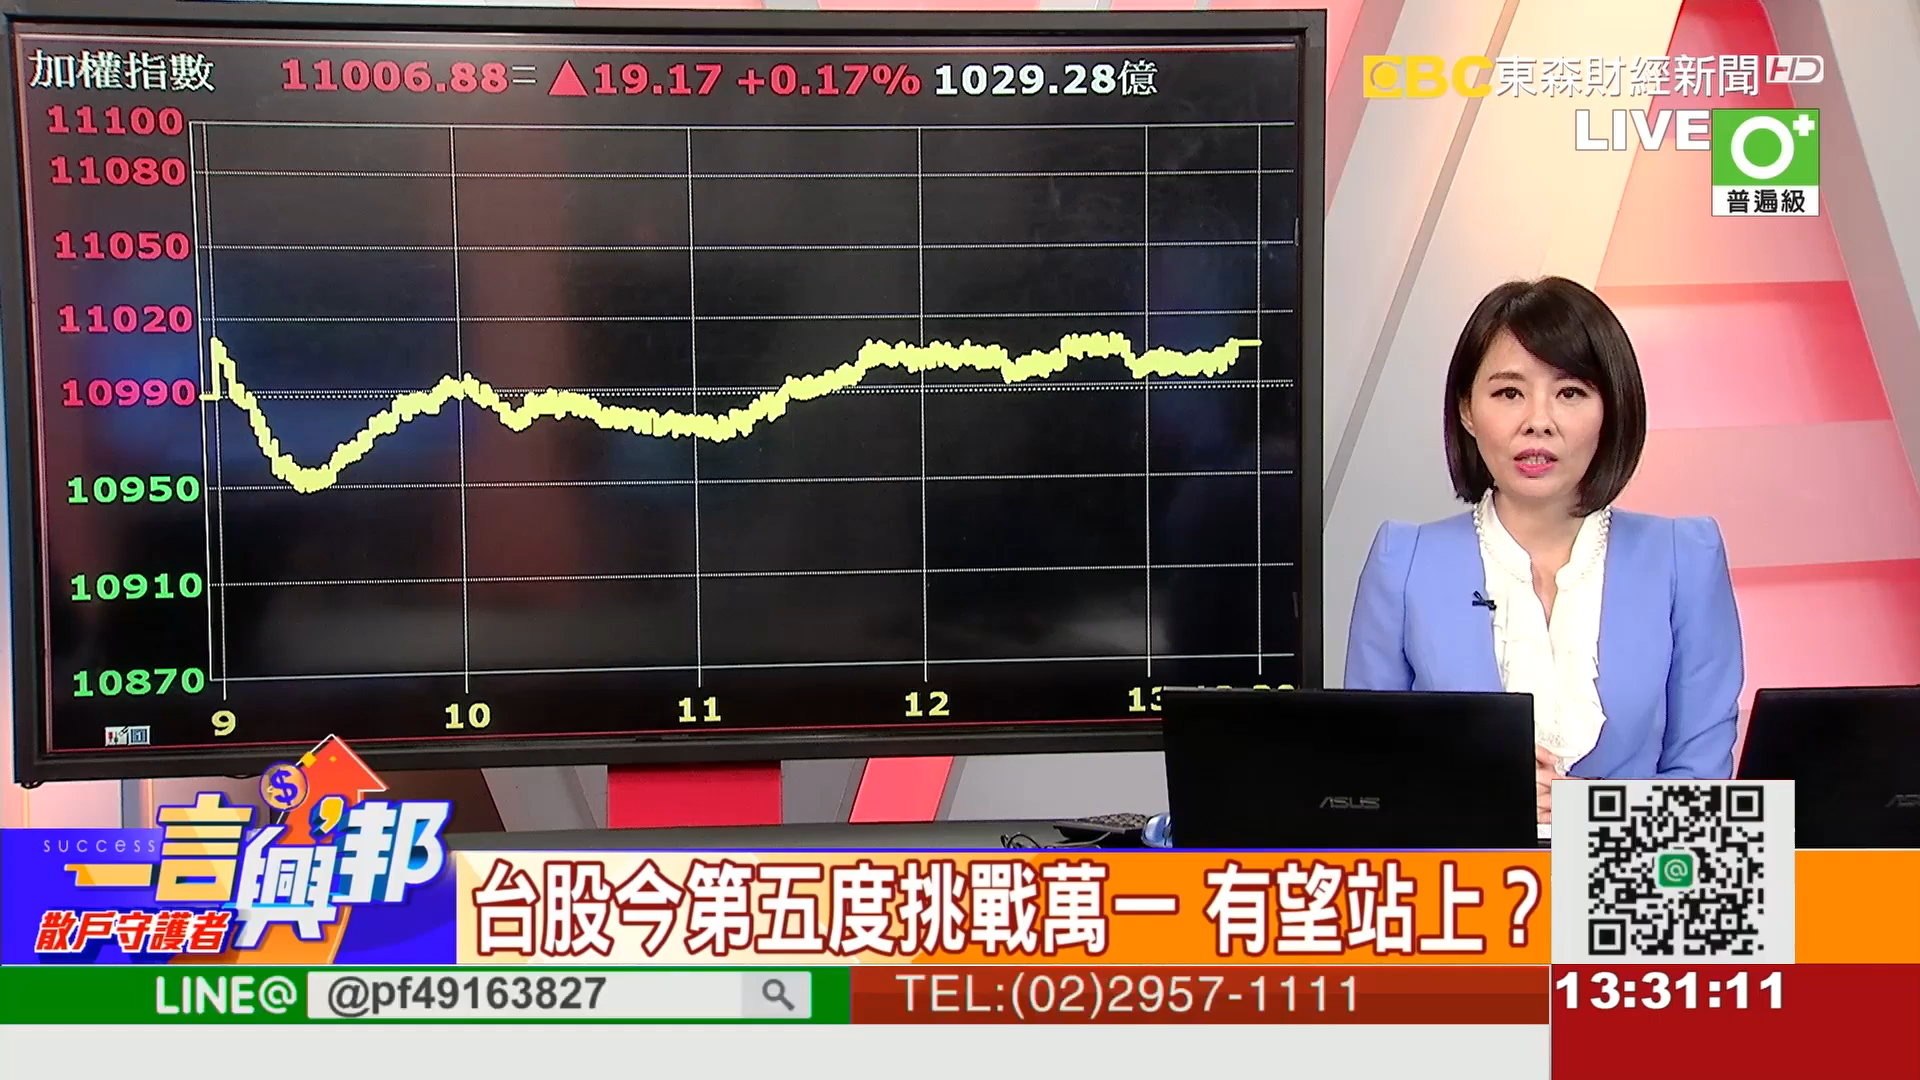 加權指數 11006.88 ▲19.17 +0.17% 1029.28億
11100
11080
11050
11020
10990
10950
10910
10870
9 10 11 12 13
EBC東森財經新聞HD
LIVE
普遍級
ASUS
success
一言興邦
散戶守護者
台股今第五度挑戰萬一 有望站上？
LINE@ @pf49163827
TEL:(02)2957-1111
13:31:11